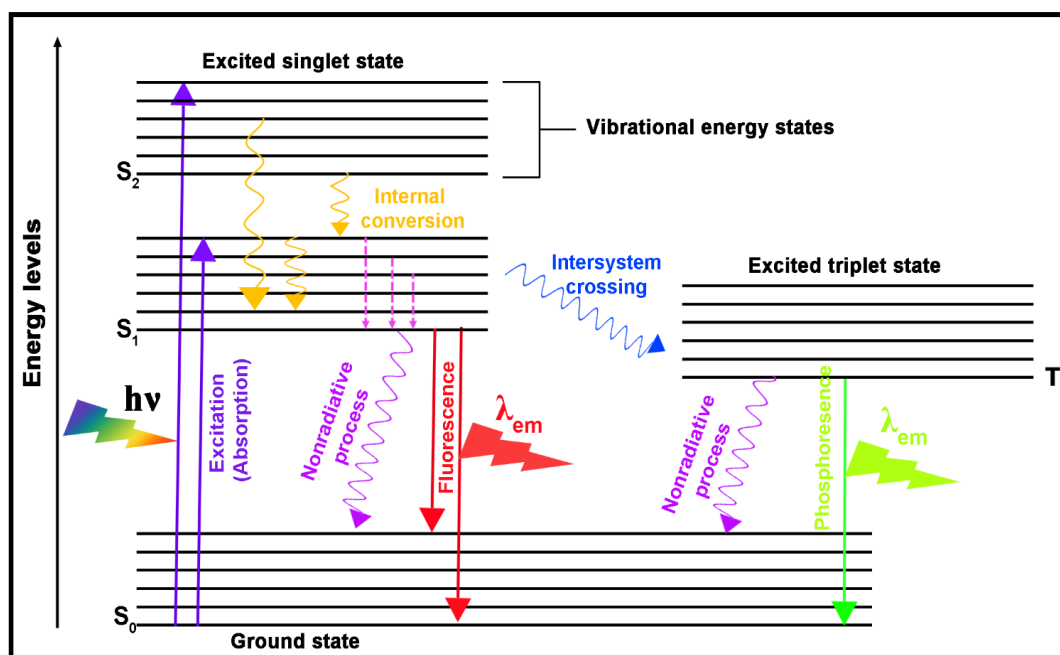 Excited singlet state
Vibrational energy states
S2
Internal
conversion
Energy levels
Intersystem
crossing
Excited triplet state
S1
T
hν
Excitation
(Absorption)
Nonradiative
process
Fluorescence
λem
Nonradiative
process
Phosphoresence
λem
S0
Ground state